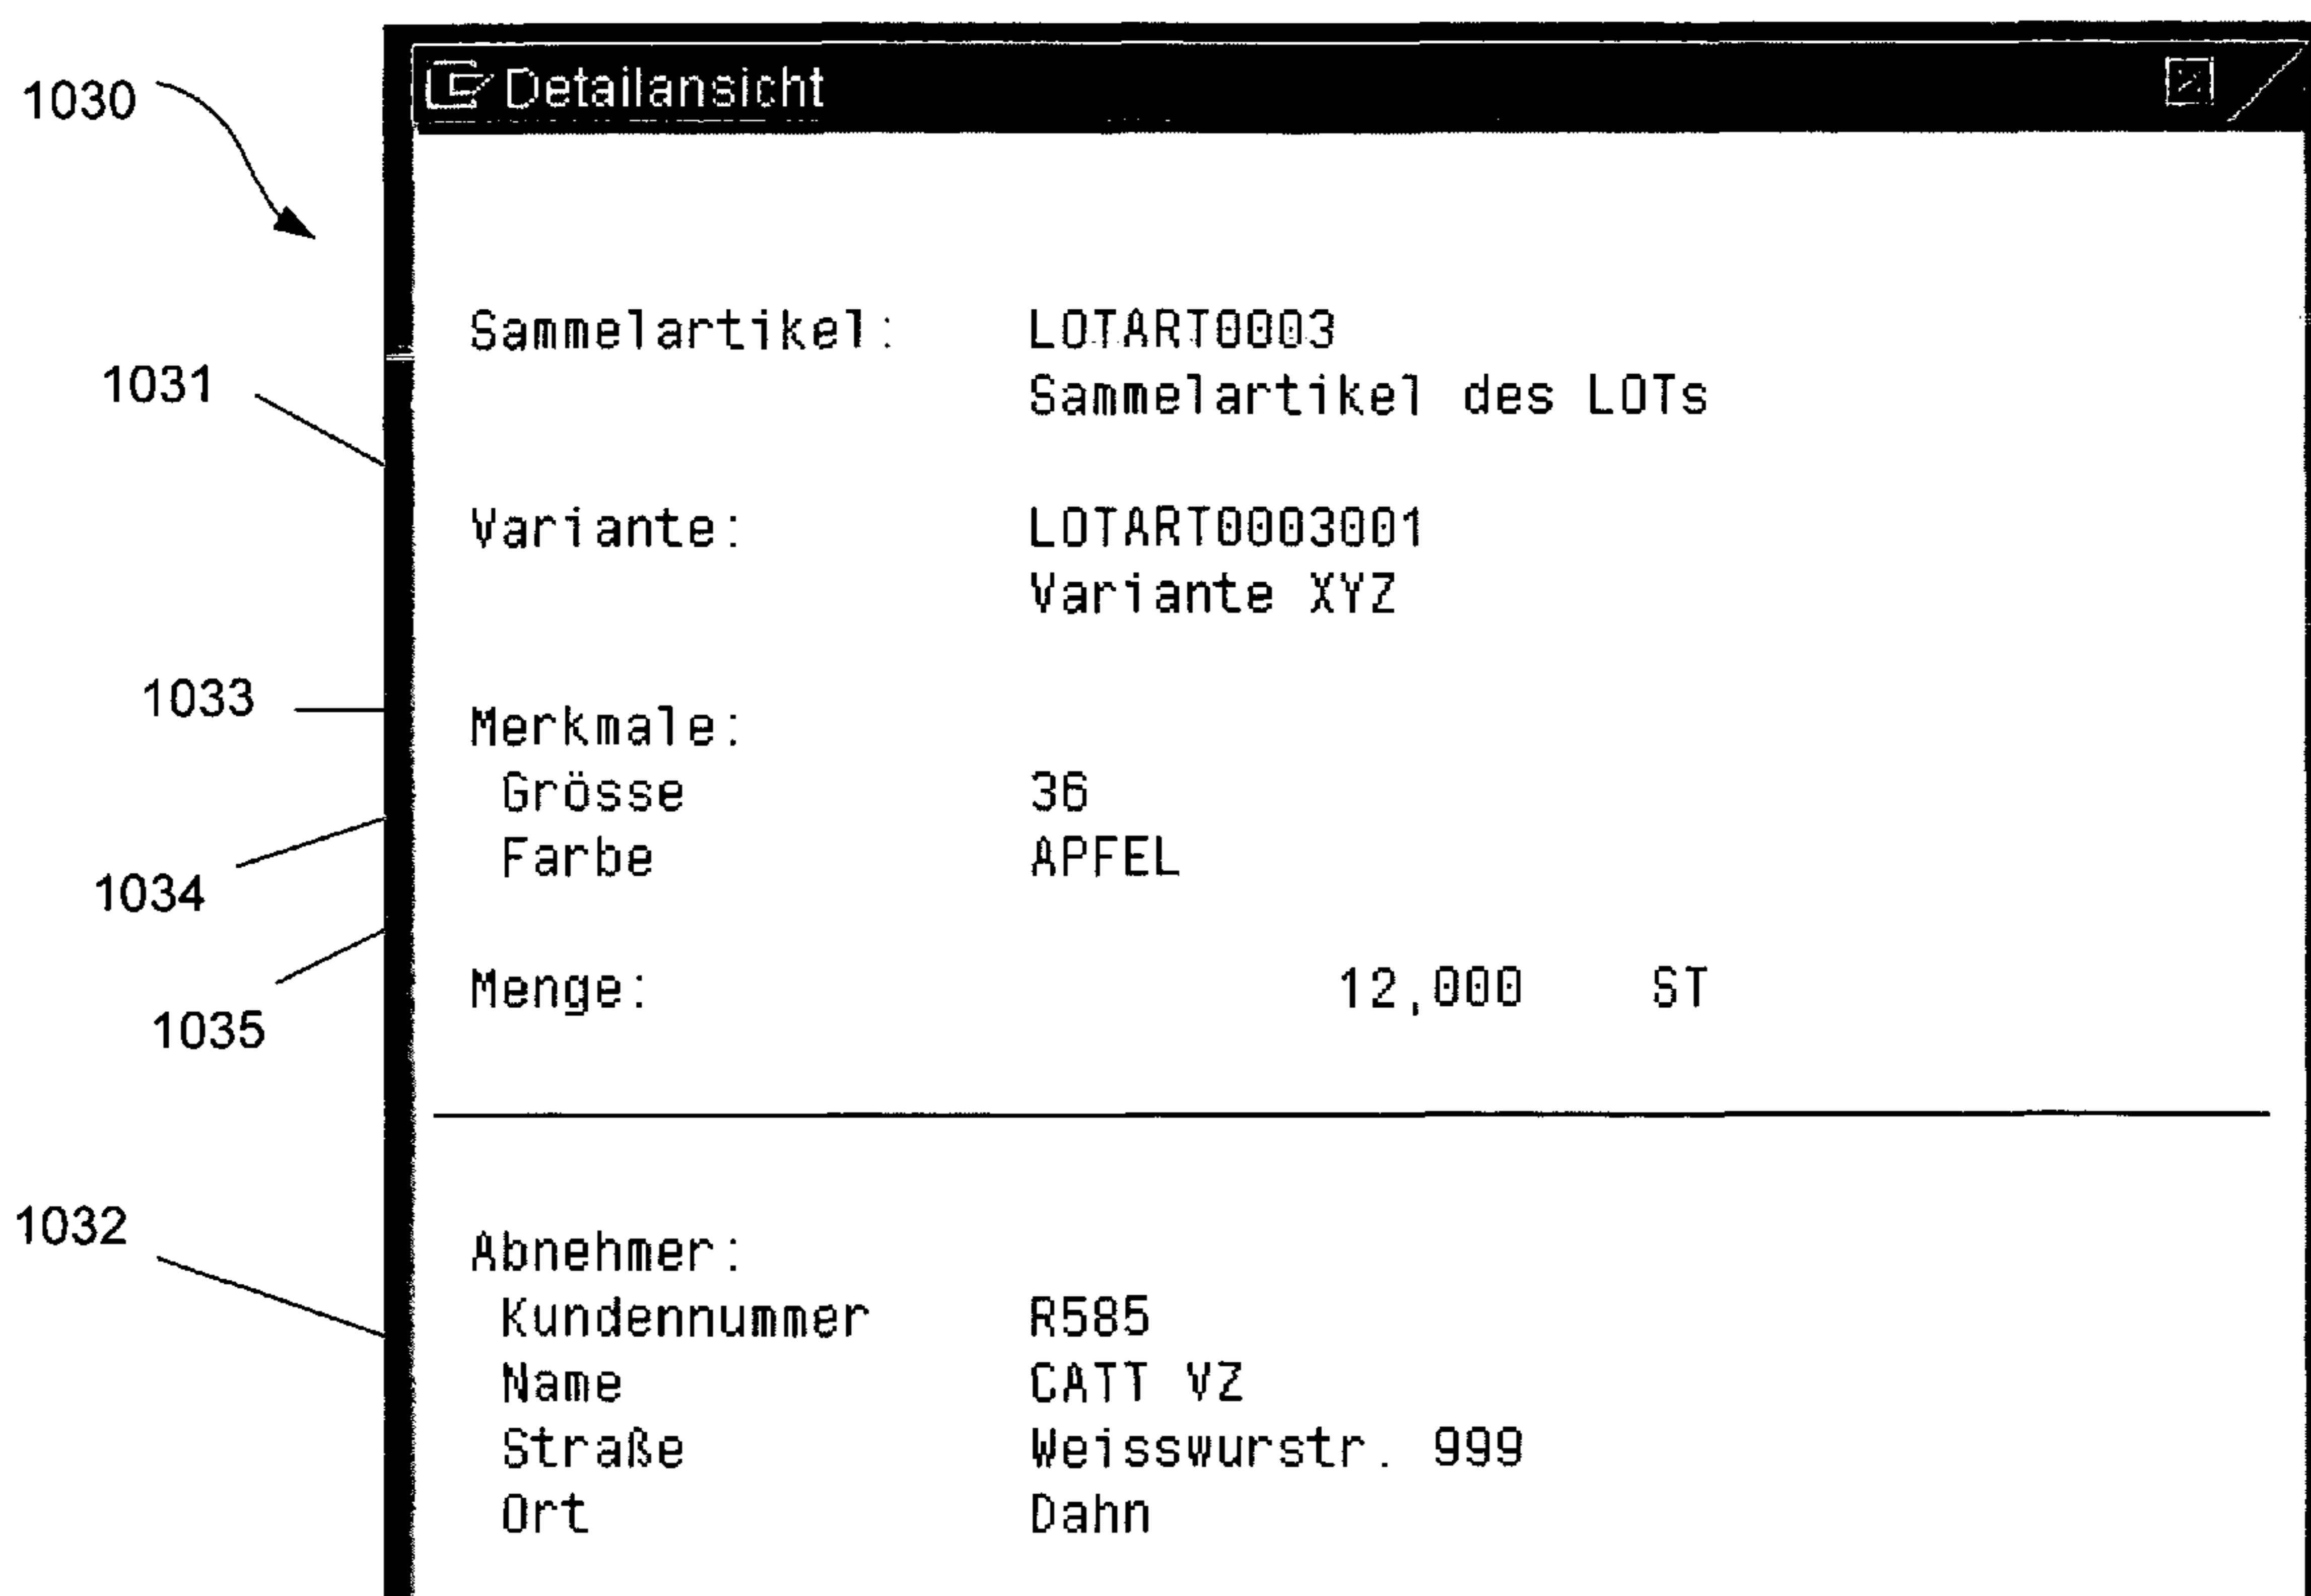 1030
Detailansicht
Sammelartikel: LOTART0003
Sammelartikel des LOTs
1031
Variante: LOTART0003001
Variante XYZ
1033
Merkmale:
Grösse 36
Farbe APFEL
1034
Menge: 12,000 ST
1035
1032
Abnehmer:
Kundennummer R585
Name CATT VZ
Straße Weisswurstr. 999
Ort Dahn